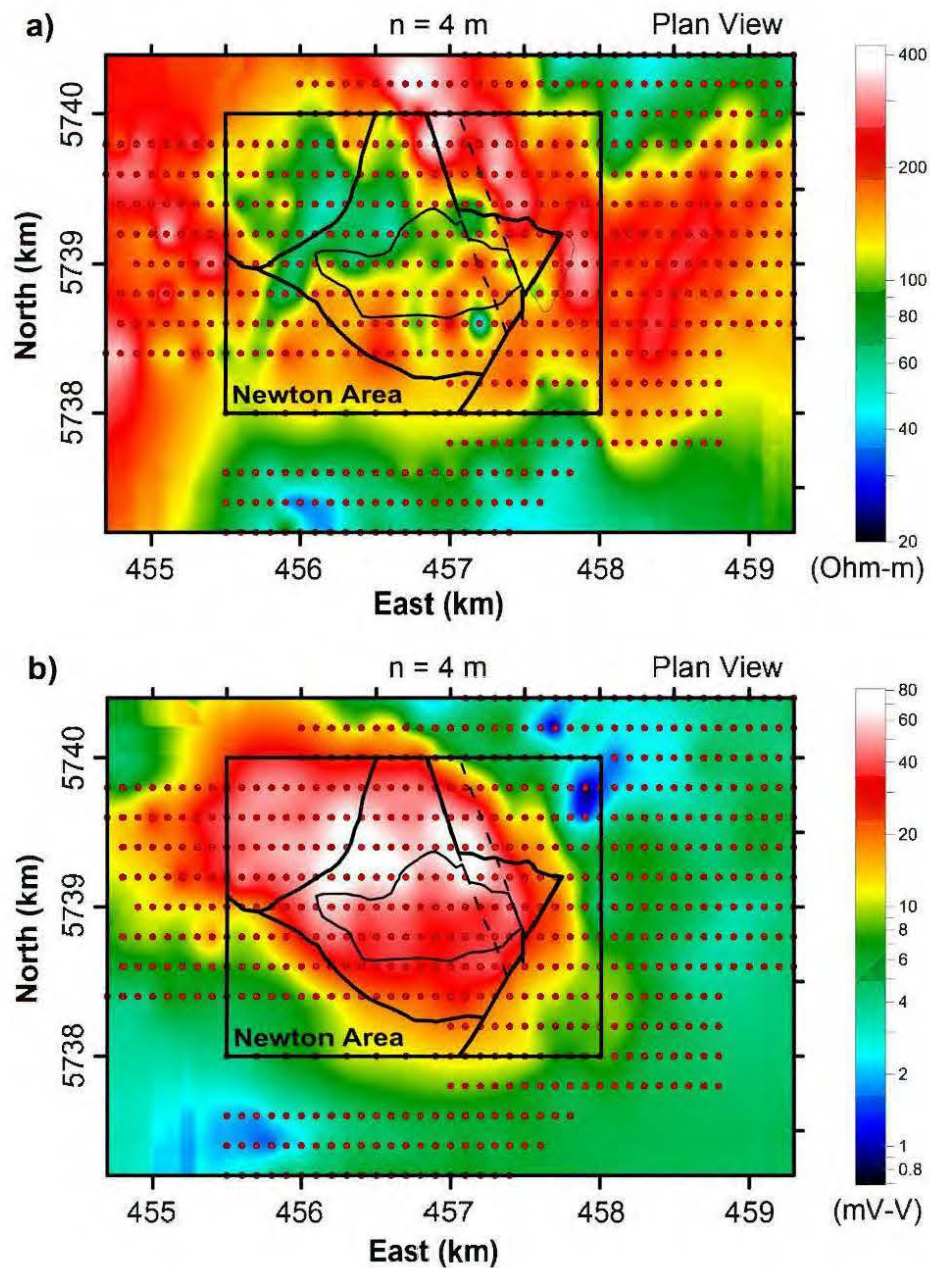 a) n = 4 m Plan View
400
200
100
80
60
40
20
(Ohm-m)
5740
5739
5738
North (km)
Newton Area
455 456 457 458 459
East (km)
b) n = 4 m Plan View
80
60
40
20
10
8
6
4
2
1
0.8
(mV-V)
5740
5739
5738
North (km)
Newton Area
455 456 457 458 459
East (km)